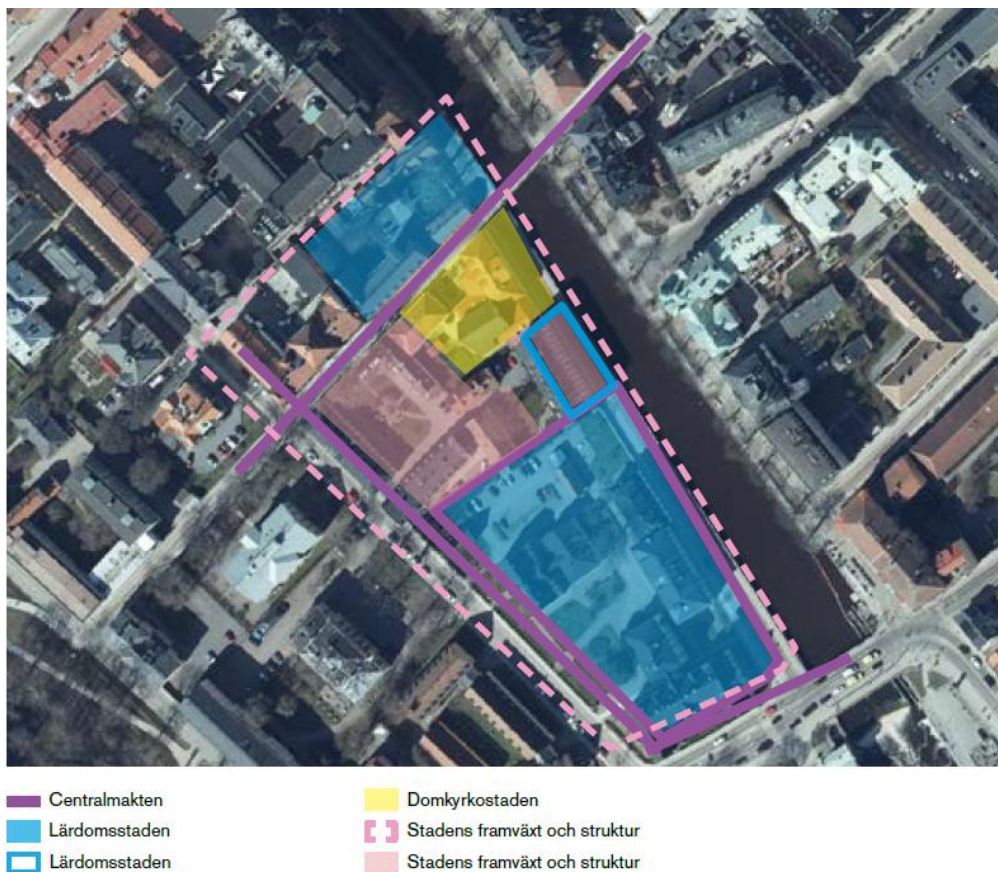 Centralmakten
Lärdomsstaden
Lärdomsstaden
Domkyrkostaden
Stadens framväxt och struktur
Stadens framväxt och struktur